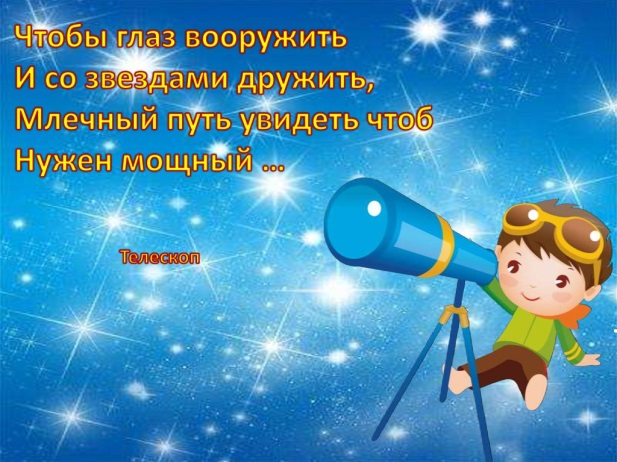 Чтобы глаз вооружить
И со звездами дружить,
Млечный путь увидеть чтоб
Нужен мощный ...
Телескоп